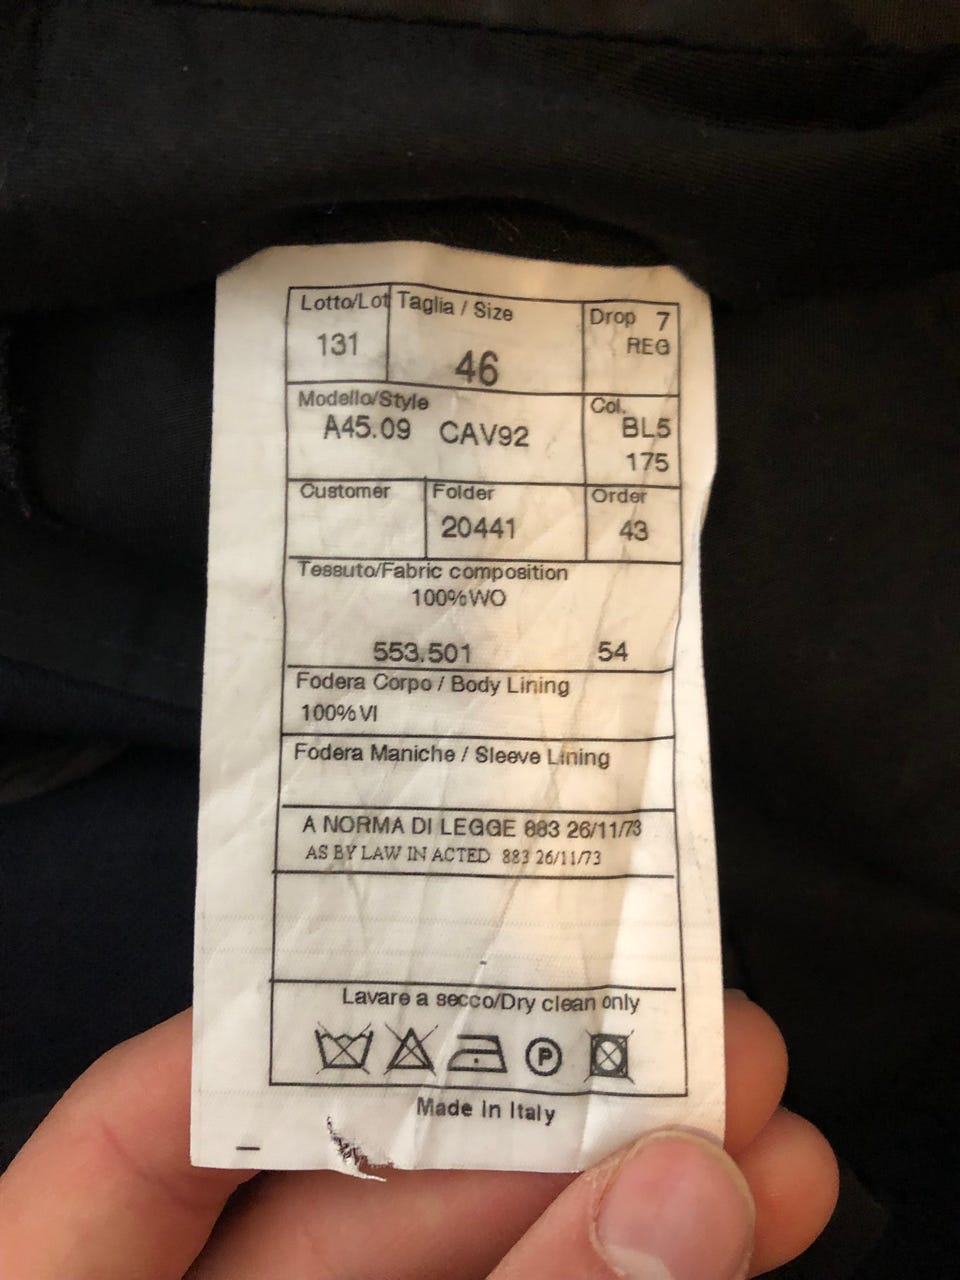 Lotto/Lot Taglia / Size Drop 7
131 46 REG
Modello/Style Col.
A45.09 CAV92 BL5
175
Customer Folder Order
20441 43
Tessuto/Fabric composition
100%WO
553.501 54
Fodera Corpo / Body Lining
100%VI
Fodera Maniche / Sleeve Lining
A NORMA DI LEGGE 883 26/11/73
AS BY LAW IN ACTED 883 26/11/73
Lavare a secco/Dry clean only
P
Made in Italy